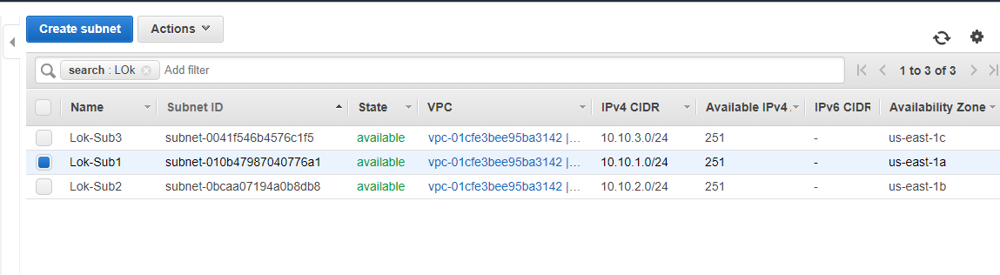 Create subnet Actions
search : LOk Add filter 1 to 3 of 3
Name Subnet ID State VPC IPv4 CIDR Available IPv4 . IPv6 CIDR Availability Zone
Lok-Sub3 subnet-0041f546b4576c1f5 available vpc-01cfe3bee95ba3142 |... 10.10.3.0/24 251 - us-east-1c
Lok-Sub1 subnet-010b47987040776a1 available vpc-01cfe3bee95ba3142 |... 10.10.1.0/24 251 - us-east-1a
Lok-Sub2 subnet-0bcaa07194a0b8db8 available vpc-01cfe3bee95ba3142 |... 10.10.2.0/24 251 - us-east-1b